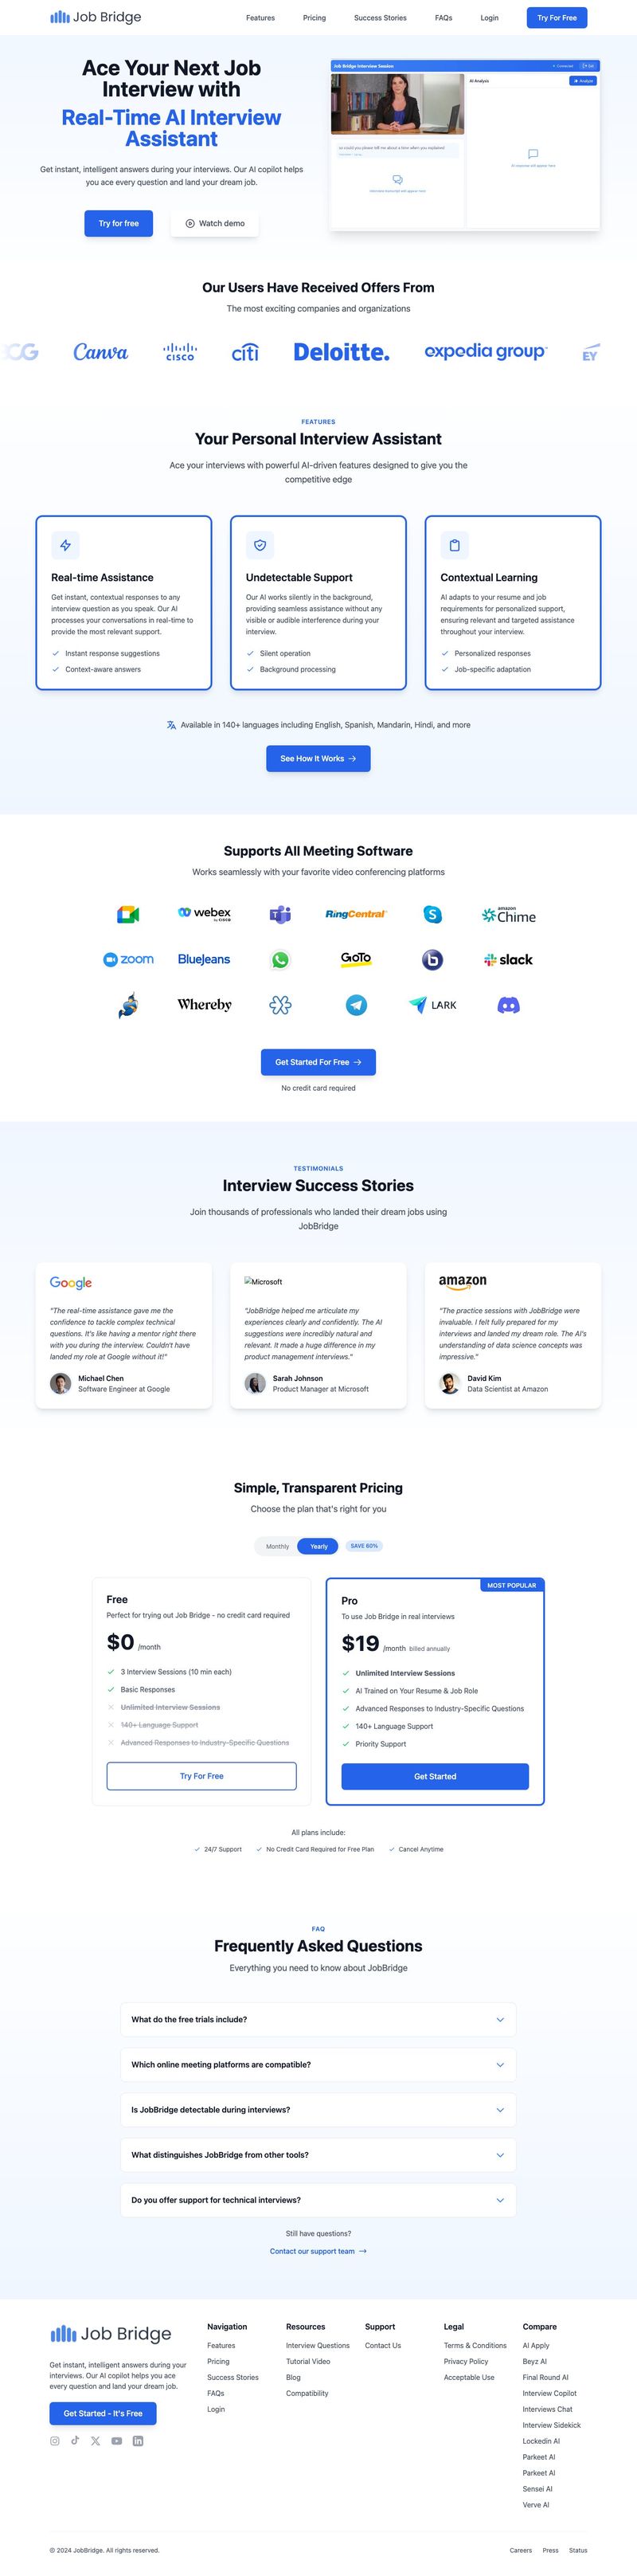 Job Bridge
Features
Pricing
Success Stories
FAQs
Login
Try For Free
Ace Your Next Job
Interview with
Real-Time AI Interview
Assistant
Get instant, intelligent answers during your interviews. Our AI copilot helps
you ace every question and land your dream job.
Try for free
Watch demo
Job Bridge Interview Session
Connected
AI Analysis
Analyze
so could you please tell me about a time when you explained
Interview transcript will appear here
AI response will appear here
Our Users Have Received Offers From
The most exciting companies and organizations
CG
Canva
CISCO
citi
Deloitte.
expedia group
EY
FEATURES
Your Personal Interview Assistant
Ace your interviews with powerful AI-driven features designed to give you the
competitive edge
Real-time Assistance
Get instant, contextual responses to any
interview question as you speak. Our AI
processes your conversations in real-time to
provide the most relevant support.
Instant response suggestions
Context-aware answers
Undetectable Support
Our AI works silently in the background,
providing seamless assistance without any
visible or audible interference during your
interview.
Silent operation
Background processing
Contextual Learning
AI adapts to your resume and job
requirements for personalized support,
ensuring relevant and targeted assistance
throughout your interview.
Personalized responses
Job-specific adaptation
Available in 140+ languages including English, Spanish, Mandarin, Hindi, and more
See How It Works
Supports All Meeting Software
Works seamlessly with your favorite video conferencing platforms
webex
by CISCO
RingCentral
amazon
Chime
zoom
BlueJeans
GoTo
b
slack
Whereby
LARK
Get Started For Free
No credit card required
TESTIMONIALS
Interview Success Stories
Join thousands of professionals who landed their dream jobs using
JobBridge
Google
"The real-time assistance gave me the
confidence to tackle complex technical
questions. It's like having a mentor right there
with you during the interview. Couldn't have
landed my role at Google without it!"
Michael Chen
Software Engineer at Google
Microsoft
"JobBridge helped me articulate my
experiences clearly and confidently. The AI
suggestions were incredibly natural and
relevant. It made a huge difference in my
product management interviews."
Sarah Johnson
Product Manager at Microsoft
amazon
"The practice sessions with JobBridge were
invaluable. I felt fully prepared for my
interviews and landed my dream role. The AI's
understanding of data science concepts was
impressive."
David Kim
Data Scientist at Amazon
Simple, Transparent Pricing
Choose the plan that's right for you
Monthly
Yearly
SAVE 60%
Free
Perfect for trying out Job Bridge - no credit card required
$0 /month
3 Interview Sessions (10 min each)
Basic Responses
Unlimited Interview Sessions
140+ Language Support
Advanced Responses to Industry-Specific Questions
Try For Free
MOST POPULAR
Pro
To use Job Bridge in real interviews
$19 /month billed annually
Unlimited Interview Sessions
AI Trained on Your Resume & Job Role
Advanced Responses to Industry-Specific Questions
140+ Language Support
Priority Support
Get Started
All plans include:
24/7 Support
No Credit Card Required for Free Plan
Cancel Anytime
FAQ
Frequently Asked Questions
Everything you need to know about JobBridge
What do the free trials include?
Which online meeting platforms are compatible?
Is JobBridge detectable during interviews?
What distinguishes JobBridge from other tools?
Do you offer support for technical interviews?
Still have questions?
Contact our support team
Job Bridge
Get instant, intelligent answers during your
interviews. Our AI copilot helps you ace
every question and land your dream job.
Get Started - It's Free
Navigation
Features
Pricing
Success Stories
FAQs
Login
Resources
Interview Questions
Tutorial Video
Blog
Compatibility
Support
Contact Us
Legal
Terms & Conditions
Privacy Policy
Acceptable Use
Compare
AI Apply
Beyz AI
Final Round AI
Interview Copilot
Interviews Chat
Interview Sidekick
Lockedin AI
Parkeet AI
Parkeet AI
Sensei AI
Verve AI
© 2024 JobBridge. All rights reserved.
Careers
Press
Status